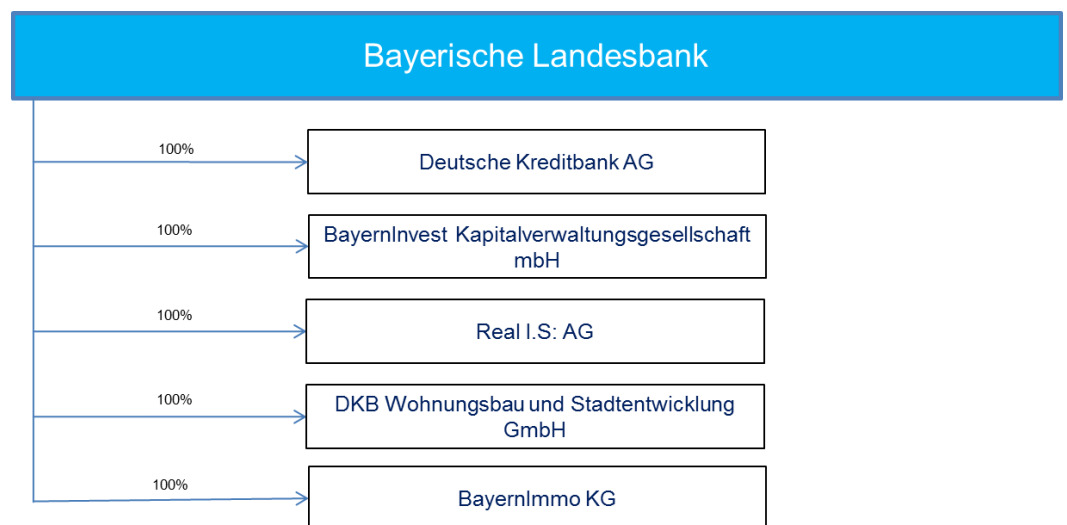 Bayerische Landesbank
100%
Deutsche Kreditbank AG
100%
BayernInvest Kapitalverwaltungsgesellschaft
mbH
100%
Real I.S: AG
100%
DKB Wohnungsbau und Stadtentwicklung
GmbH
100%
BayernImmo KG